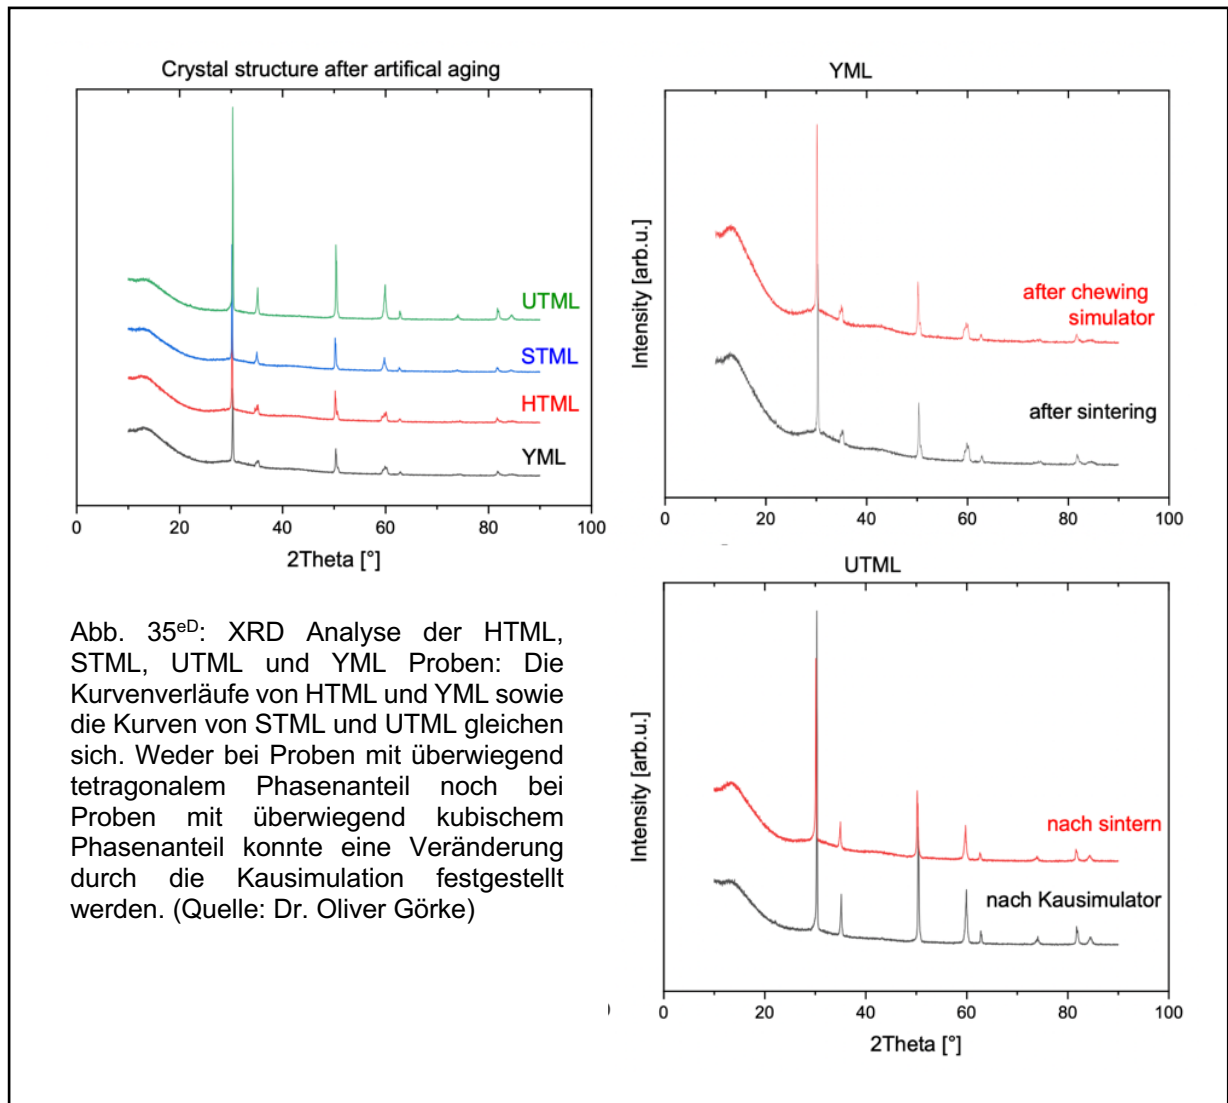 Crystal structure after artifical aging
UTML
STML
HTML
YML
0 20 40 60 80 100
2Theta [°]
YML
Intensity [arb.u.]
after chewing
simulator
after sintering
0 20 40 60 80 100
UTML
Intensity [arb.u.]
nach sintern
nach Kausimulator
0 20 40 60 80 100
2Theta [°]
Abb. 35eD: XRD Analyse der HTML,
STML, UTML und YML Proben: Die
Kurvenverläufe von HTML und YML sowie
die Kurven von STML und UTML gleichen
sich. Weder bei Proben mit überwiegend
tetragonalem Phasenanteil noch bei
Proben mit überwiegend kubischem
Phasenanteil konnte eine Veränderung
durch die Kausimulation festgestellt
werden. (Quelle: Dr. Oliver Görke)